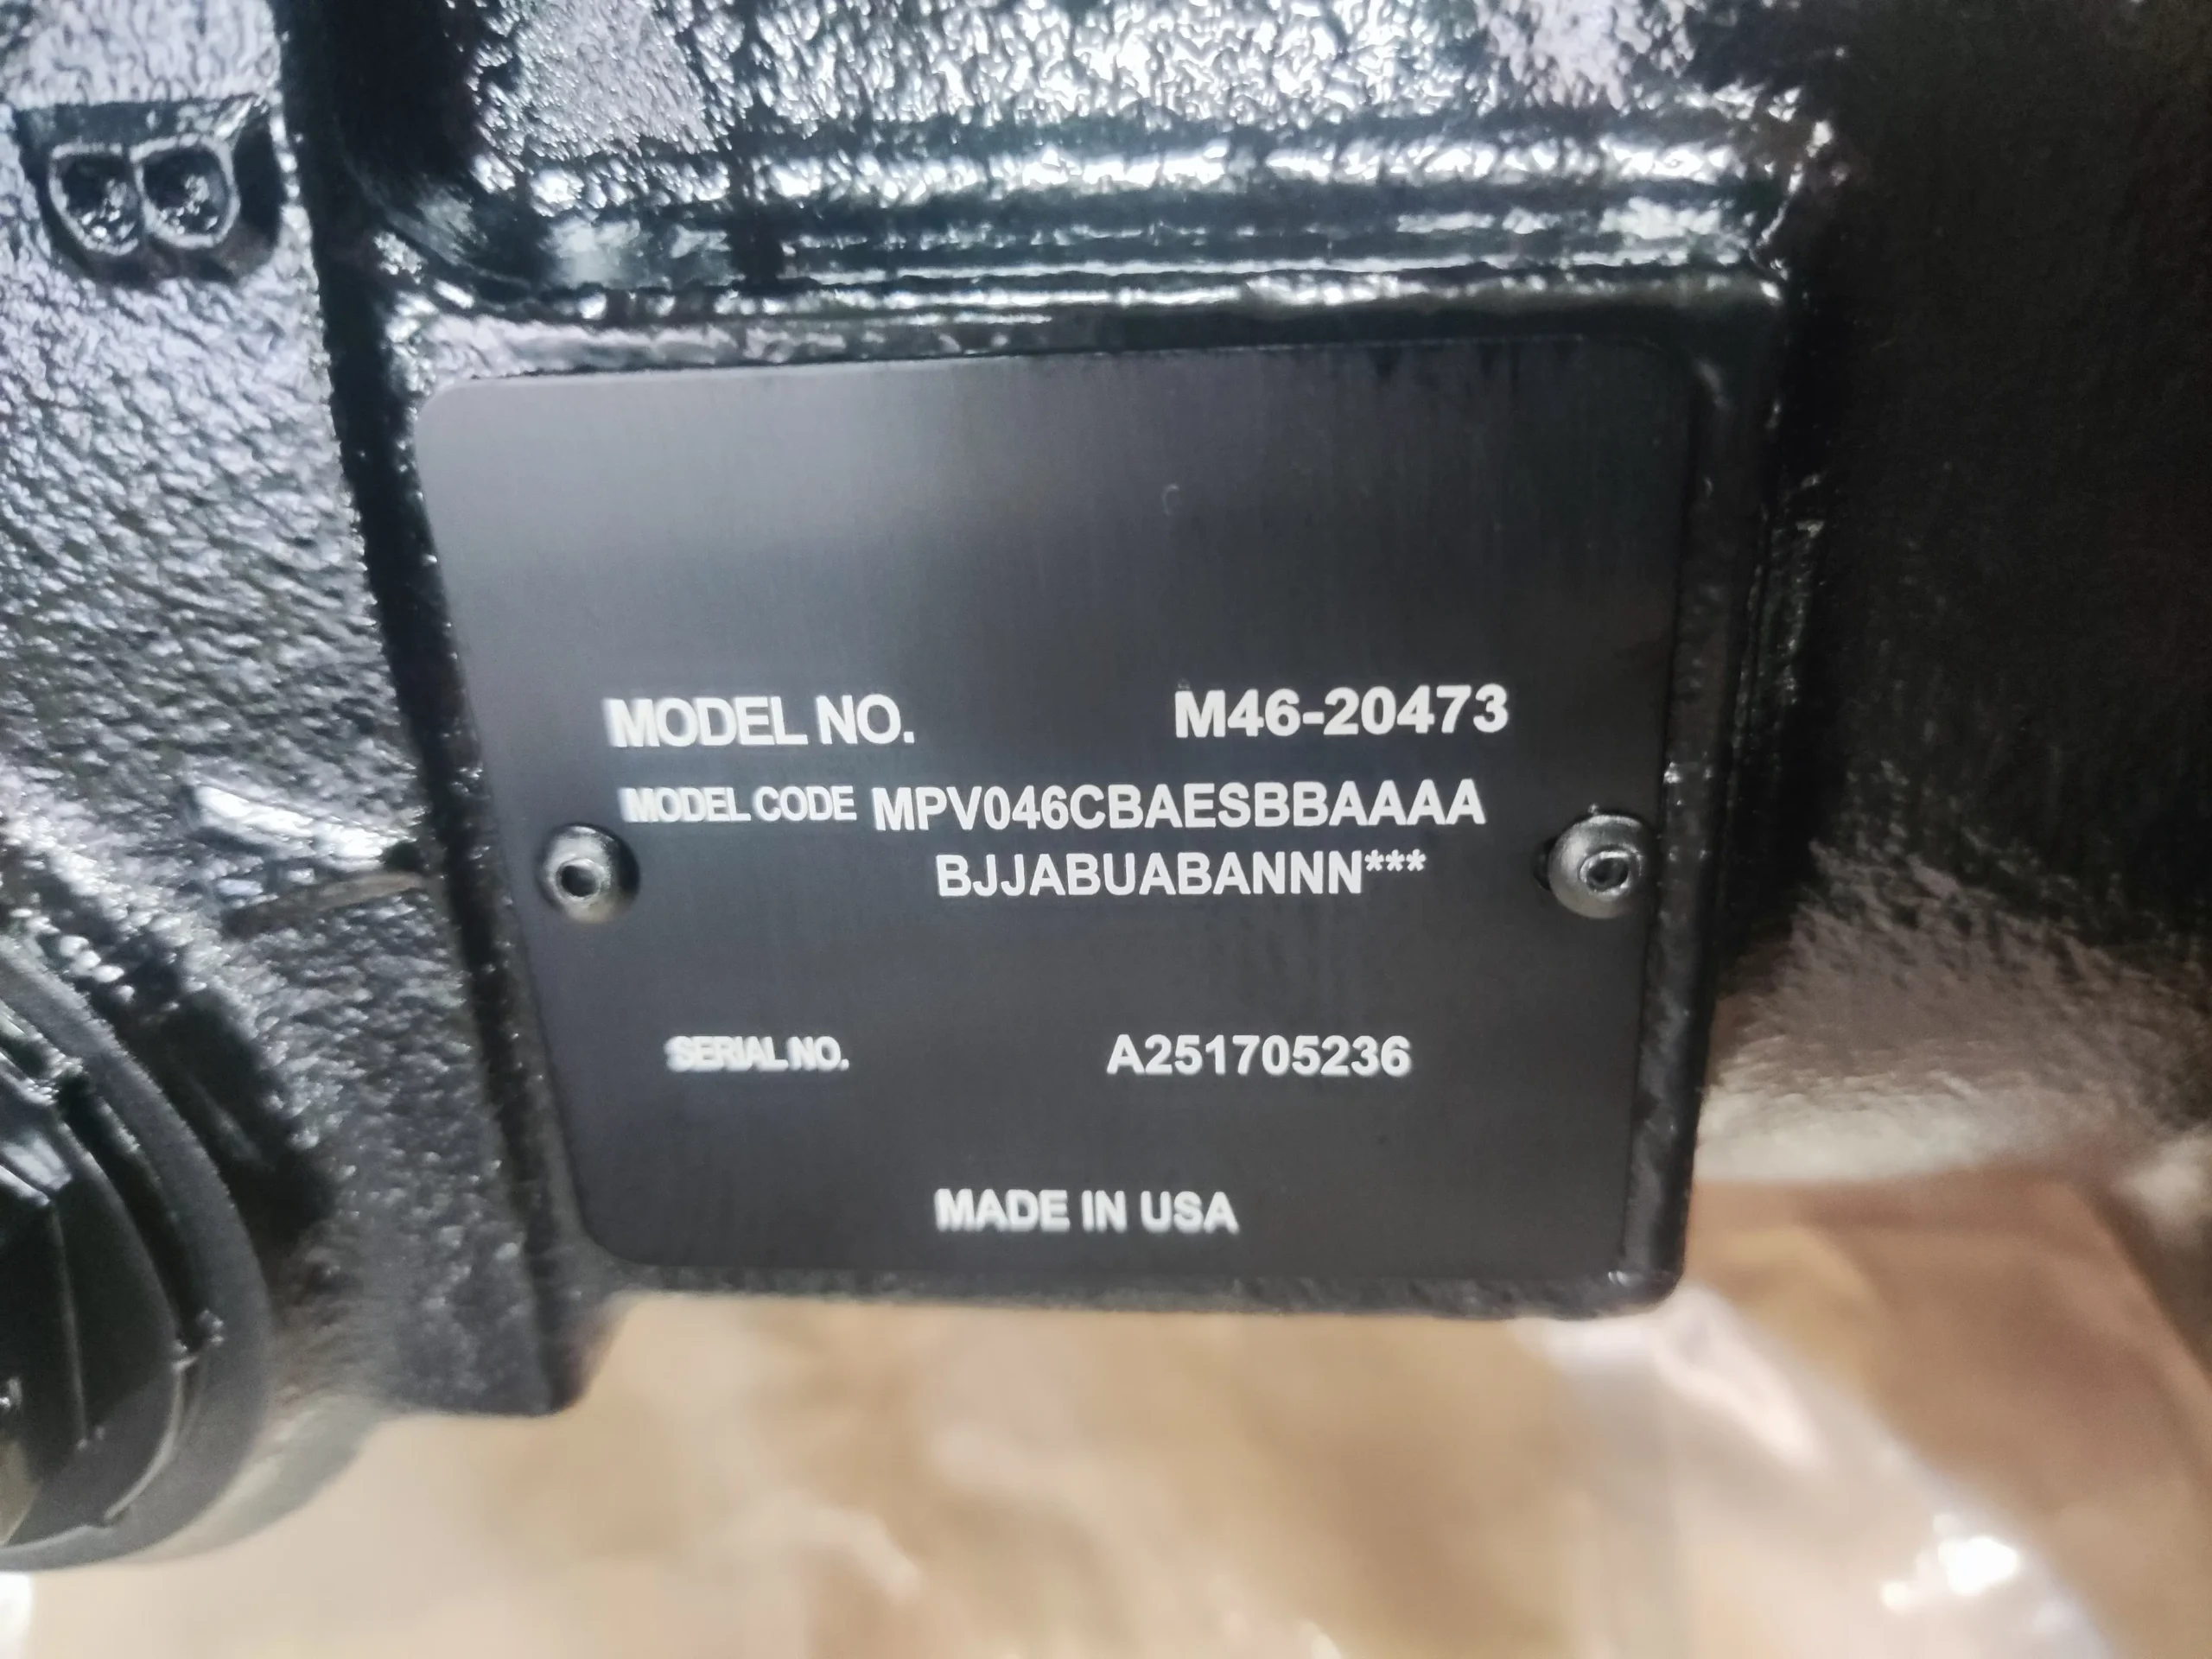 MODEL NO. M46-20473
MODEL CODE MPV046CBAESBBAAAA
BJJABUABANNN***
SERIAL NO. A251705236
MADE IN USA